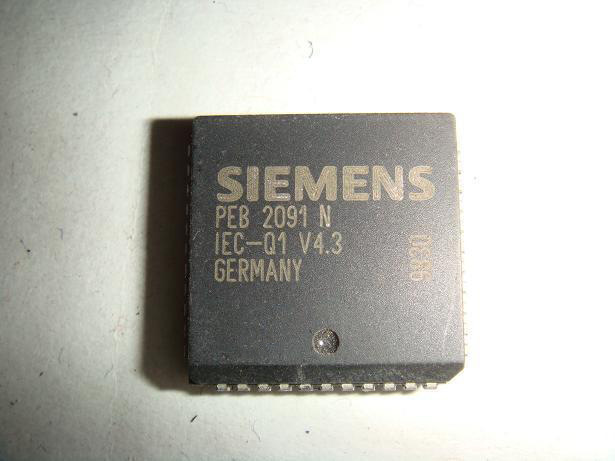 SIEMENS
PEB 2091 N
IEC-Q1 V4.3
GERMANY
9830